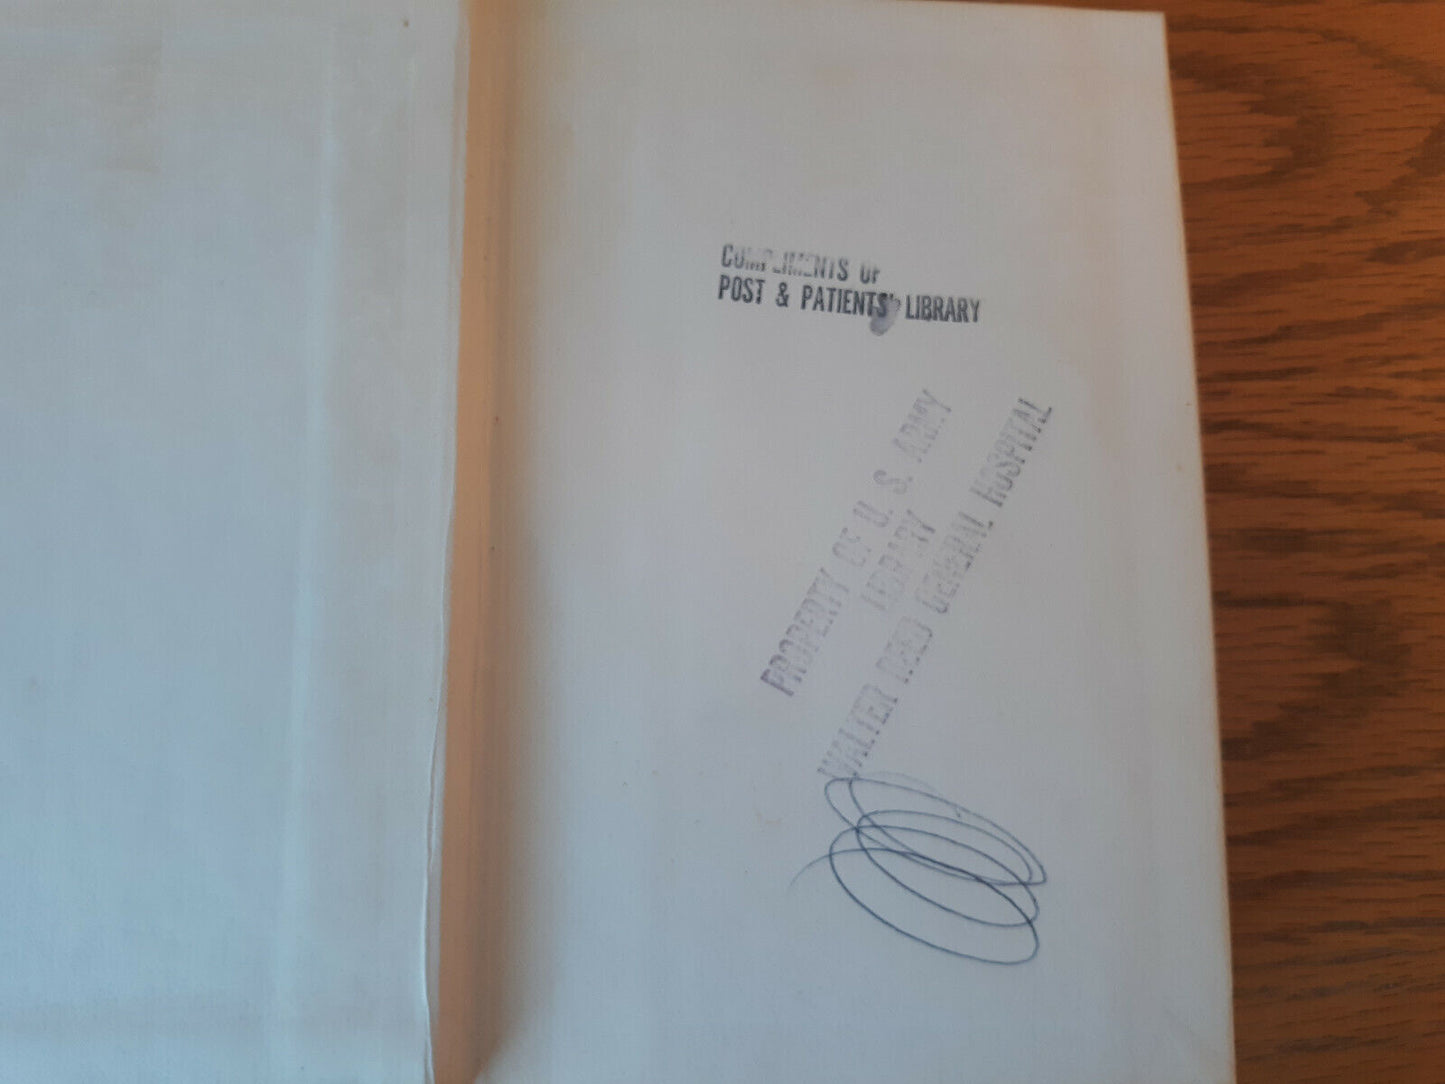 COMPLIMENTS OF
POST & PATIENTS' LIBRARY
PROPERTY OF U. S. ARMY
LIBRARY
WALTER REED GENERAL HOSPITAL